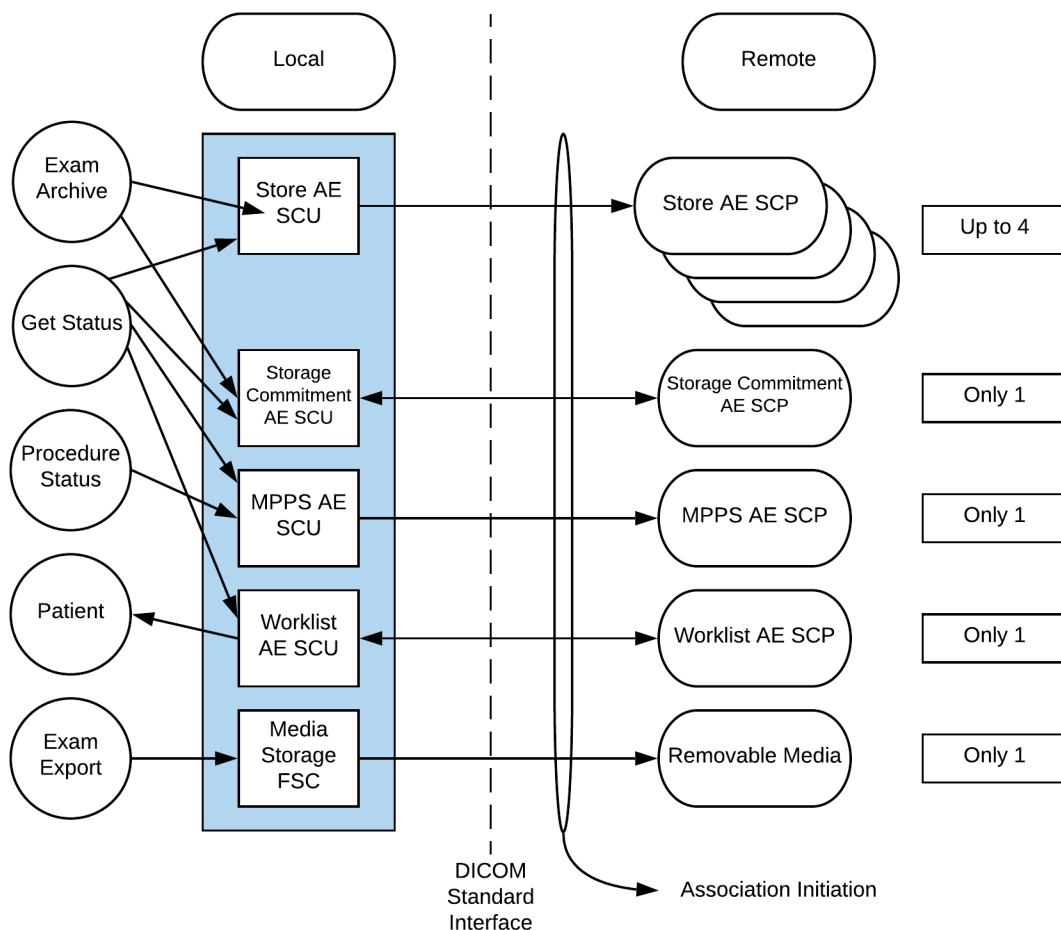 Local
Remote
Exam
Archive
Store AE
SCU
Store AE SCP
Up to 4
Get Status
Storage
Commitment
AE SCU
Storage Commitment
AE SCP
Only 1
Procedure
Status
MPPS AE
SCU
MPPS AE SCP
Only 1
Patient
Worklist
AE SCU
Worklist AE SCP
Only 1
Exam
Export
Media
Storage
FSC
Removable Media
Only 1
DICOM
Standard
Interface
Association Initiation